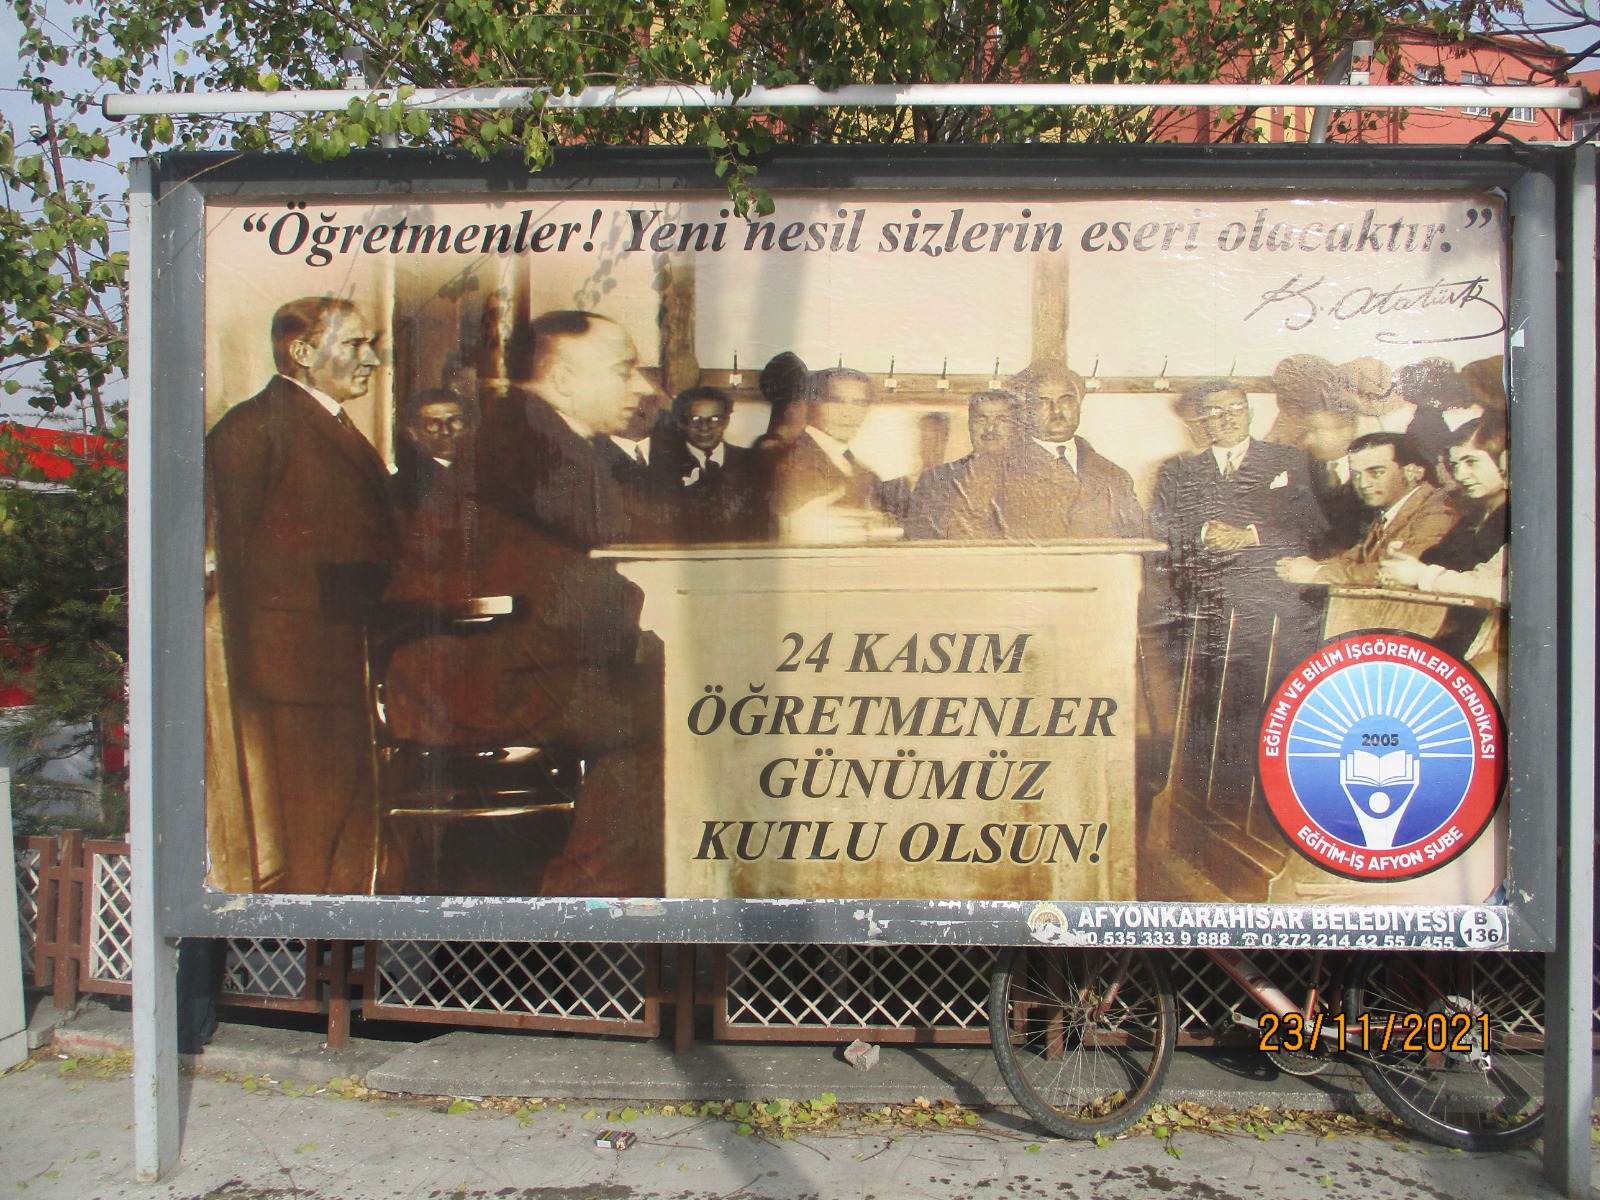 “Öğretmenler! Yeni nesil sizlerin eseri olacaktır.”
K. Atatürk
24 KASIM
ÖĞRETMENLER
GÜNÜMÜZ
KUTLU OLSUN!
EĞİTİM VE BİLİM İŞGÖRENLERİ SENDİKASI
2005
EĞİTİM-İŞ AFYON ŞUBE
AFYONKARAHİSAR BELEDİYESİ
0 535 333 9 888 ☎ 0 272 214 42 55 / 455
B
136
23/11/2021